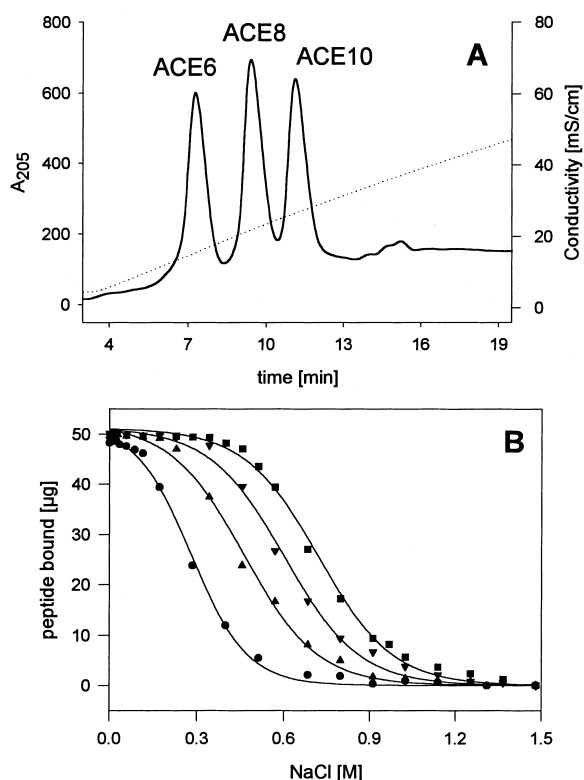 A
ACE6
ACE8
ACE10
A205
800
600
400
200
0
Conductivity [mS/cm]
80
60
40
20
0
4 7 10 13 16 19
time [min]
B
peptide bound [µg]
50
40
30
20
10
0
0.0 0.3 0.6 0.9 1.2 1.5
NaCl [M]